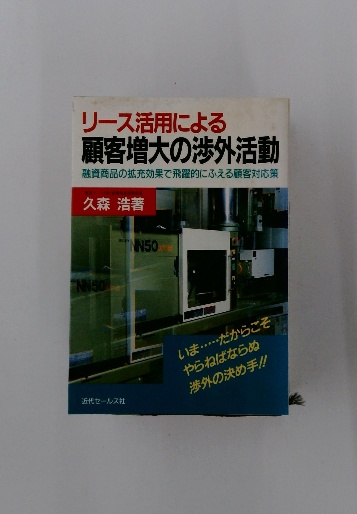 リース活用による
顧客増大の渉外活動
融資商品の拡充効果で飛躍的にふえる顧客対応策
久森 浩著
NN50
NN50
いま……だからこそ
やらねばならぬ
渉外の決め手!!
近代セールス社